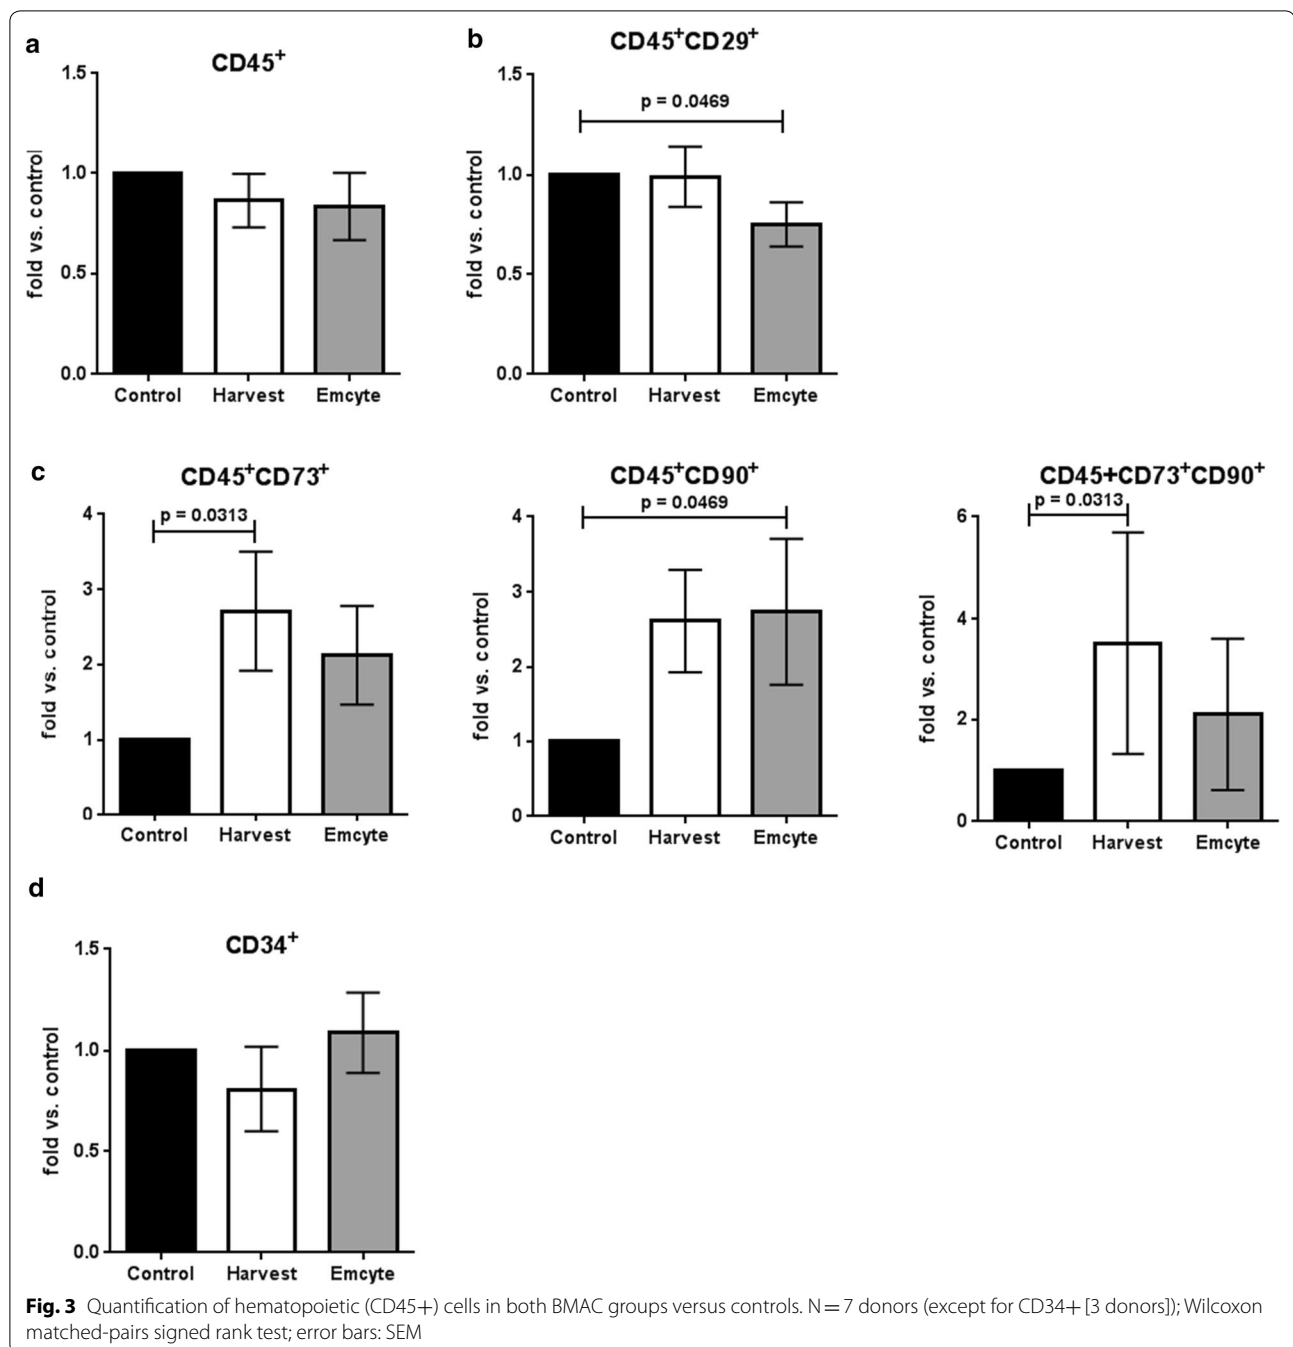 a
CD45+
1.5
1.0
0.5
0.0
fold vs. control
Control Harvest Emcyte
b
CD45+CD29+
p = 0.0469
1.5
1.0
0.5
0.0
fold vs. control
Control Harvest Emcyte
c
CD45+CD73+
p = 0.0313
4
3
2
1
0
fold vs. control
Control Harvest Emcyte
CD45+CD90+
p = 0.0469
4
3
2
1
0
fold vs. control
Control Harvest Emcyte
CD45+CD73+CD90+
p = 0.0313
6
4
2
0
fold vs. control
Control Harvest Emcyte
d
CD34+
1.5
1.0
0.5
0.0
fold vs. control
Control Harvest Emcyte
Fig. 3 Quantification of hematopoietic (CD45+) cells in both BMAC groups versus controls. N = 7 donors (except for CD34+ [3 donors]); Wilcoxon
matched-pairs signed rank test; error bars: SEM